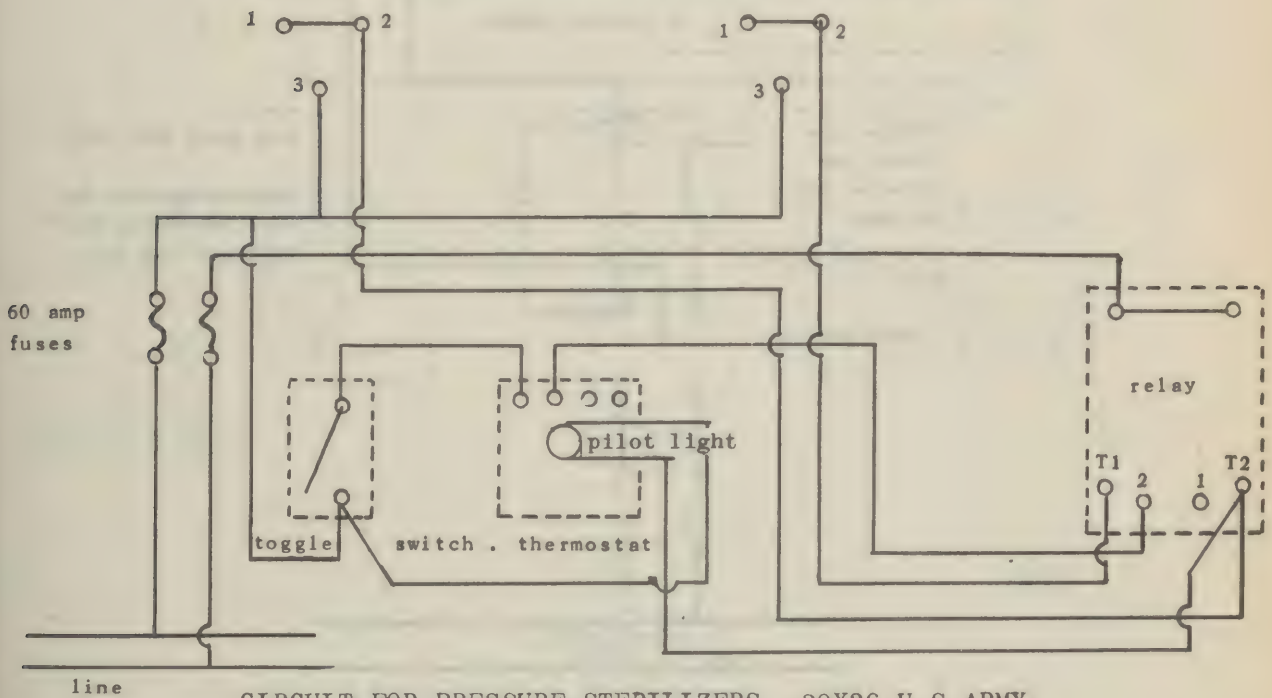 1 2
1 2
3
3
60 amp
fuses
relay
pilot light
T1 2 1 T2
toggle switch . thermostat
line